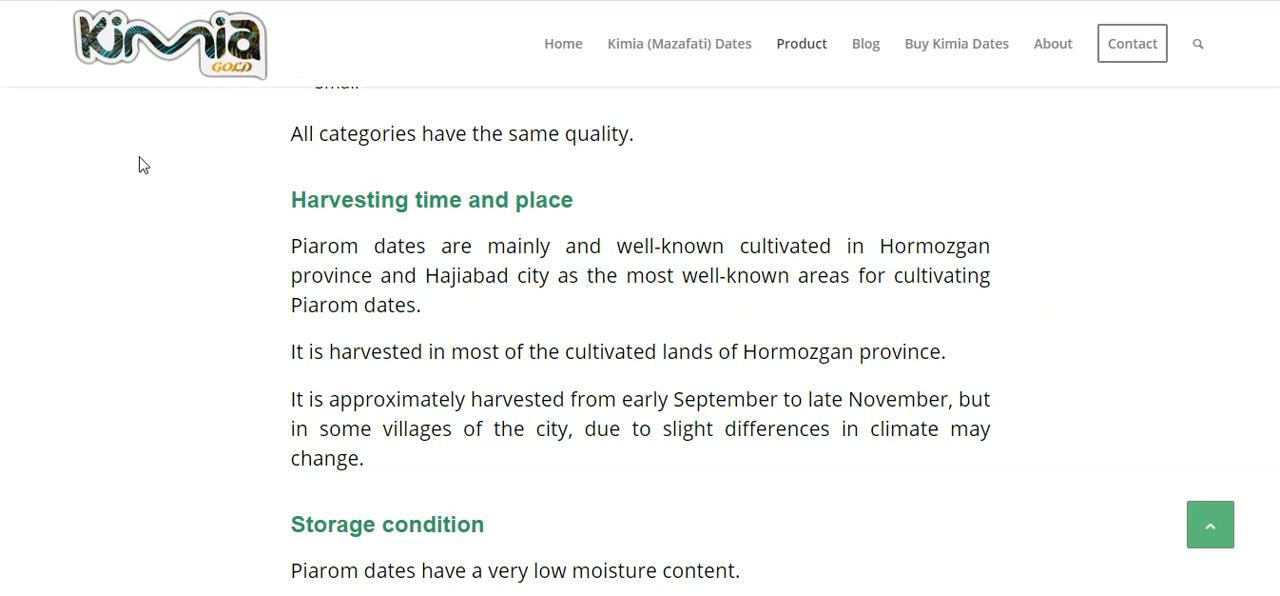 Kimia
GOLD
Home Kimia (Mazafati) Dates Product Blog Buy Kimia Dates About Contact
All categories have the same quality.
Harvesting time and place
Piarom dates are mainly and well-known cultivated in Hormozgan
province and Hajiabad city as the most well-known areas for cultivating
Piarom dates.
It is harvested in most of the cultivated lands of Hormozgan province.
It is approximately harvested from early September to late November, but
in some villages of the city, due to slight differences in climate may
change.
Storage condition
Piarom dates have a very low moisture content.